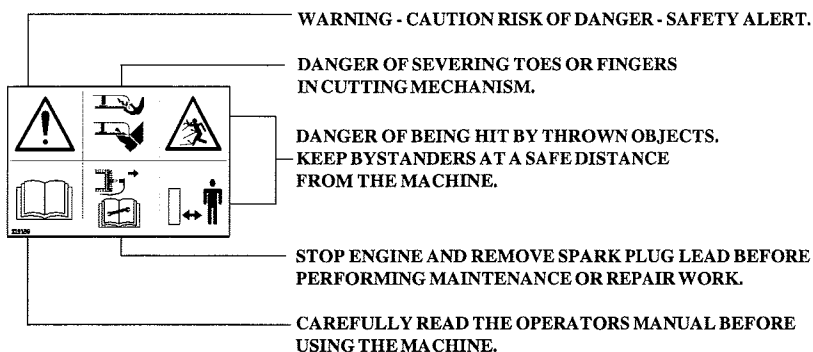 WARNING - CAUTION RISK OF DANGER - SAFETY ALERT.
DANGER OF SEVERING TOES OR FINGERS
IN CUTTING MECHANISM.
DANGER OF BEING HIT BY THROWN OBJECTS.
KEEP BYSTANDERS AT A SAFE DISTANCE
FROM THE MACHINE.
STOP ENGINE AND REMOVE SPARK PLUG LEAD BEFORE
PERFORMING MAINTENANCE OR REPAIR WORK.
CAREFULLY READ THE OPERATORS MANUAL BEFORE
USING THE MACHINE.